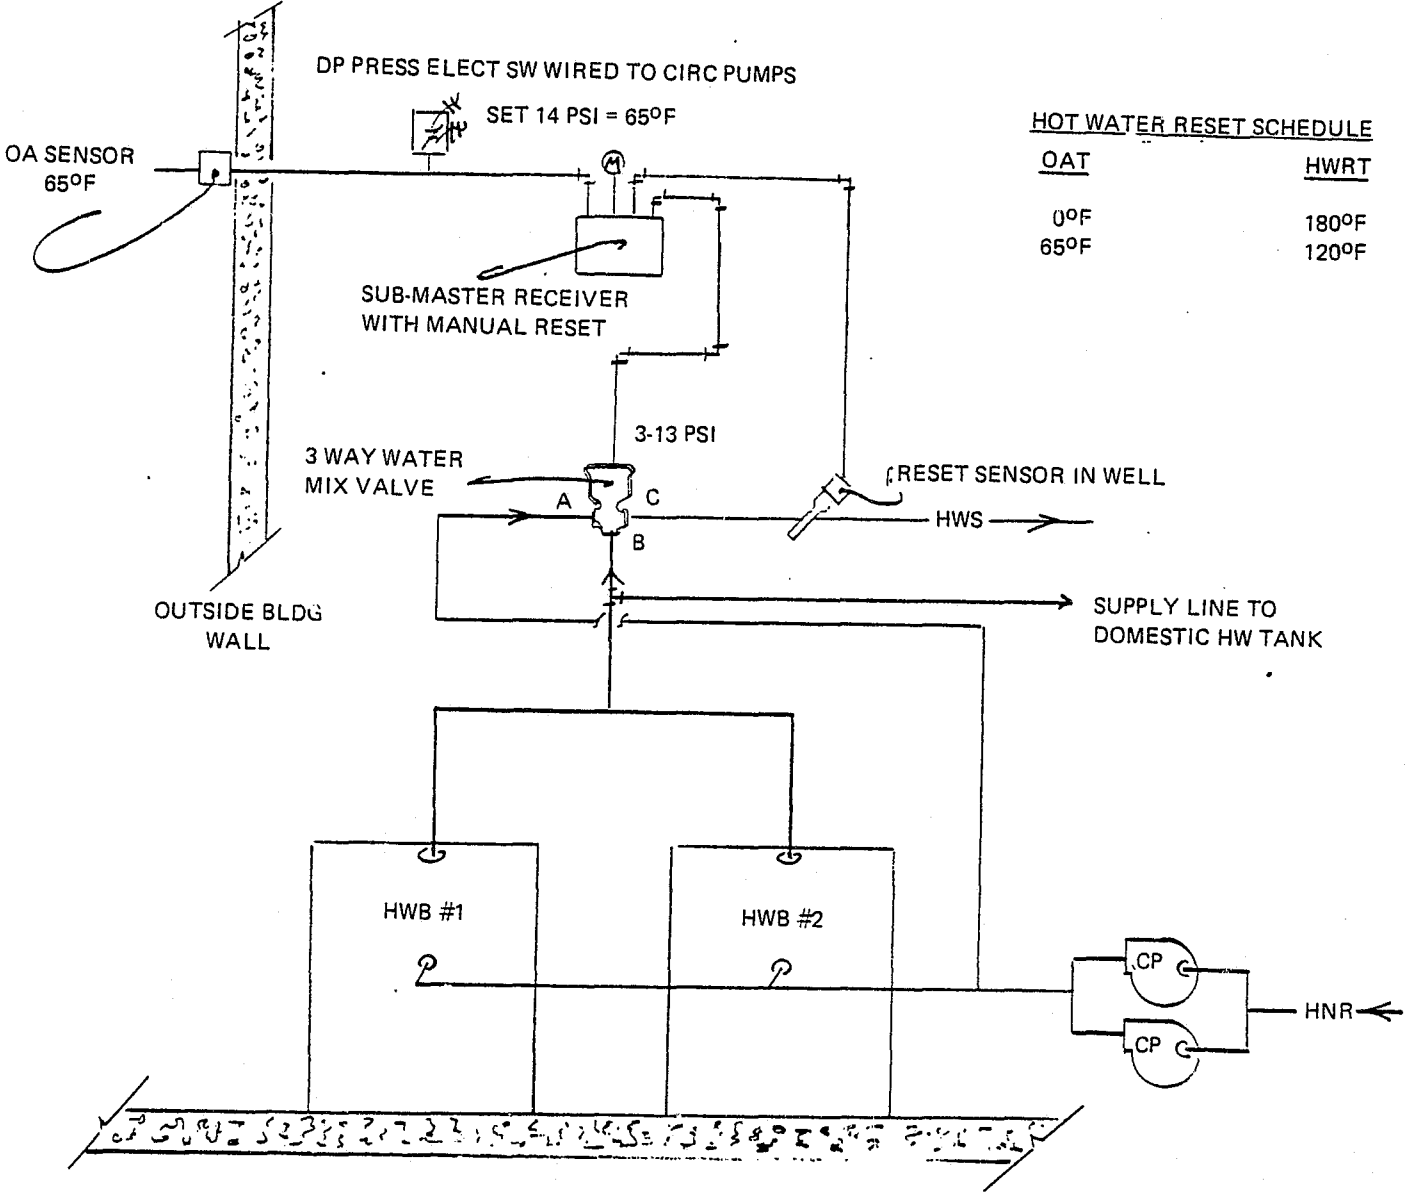 DP PRESS ELECT SW WIRED TO CIRC PUMPS
SET 14 PSI = 65°F
HOT WATER RESET SCHEDULE
OAT HWRT
0°F 180°F
65°F 120°F
OA SENSOR
65°F
M
SUB-MASTER RECEIVER
WITH MANUAL RESET
3-13 PSI
3 WAY WATER
MIX VALVE
A
C
B
RESET SENSOR IN WELL
HWS
OUTSIDE BLDG
WALL
SUPPLY LINE TO
DOMESTIC HW TANK
HWB #1
HWB #2
CP
CP
HNR